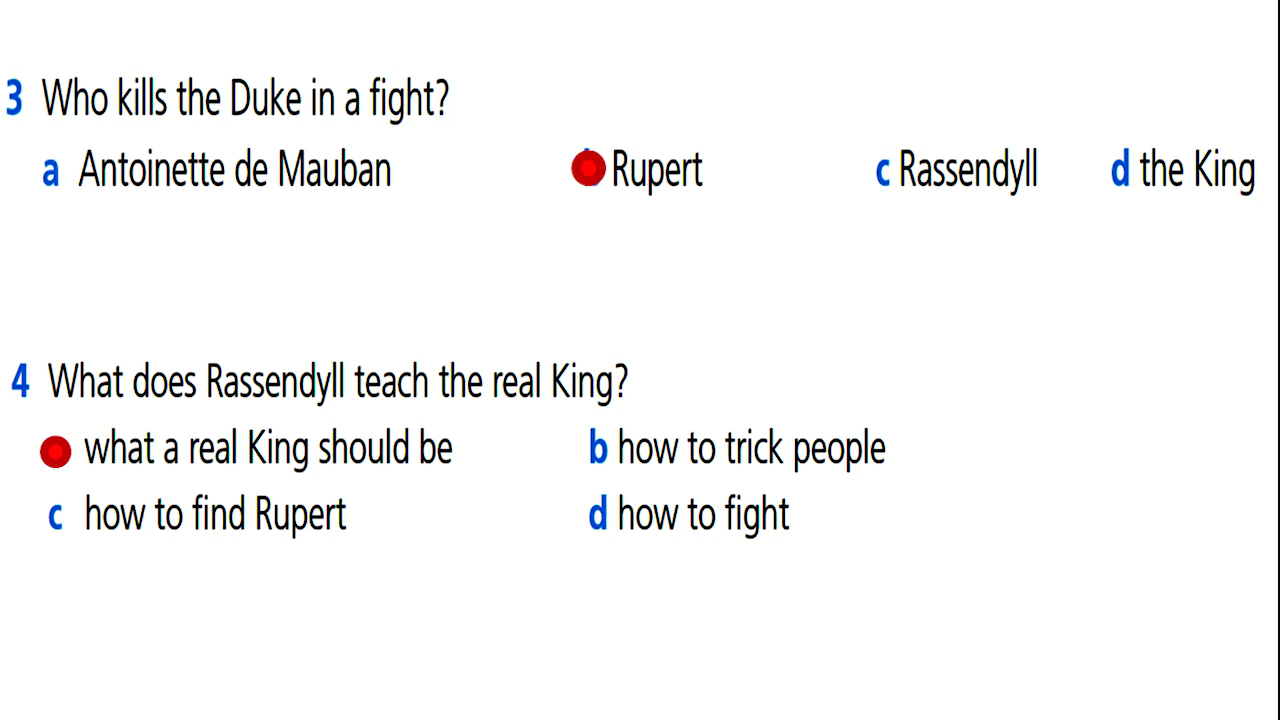 3 Who kills the Duke in a fight?
a Antoinette de Mauban Rupert c Rassendyll d the King
4 What does Rassendyll teach the real King?
what a real King should be b how to trick people
c how to find Rupert d how to fight